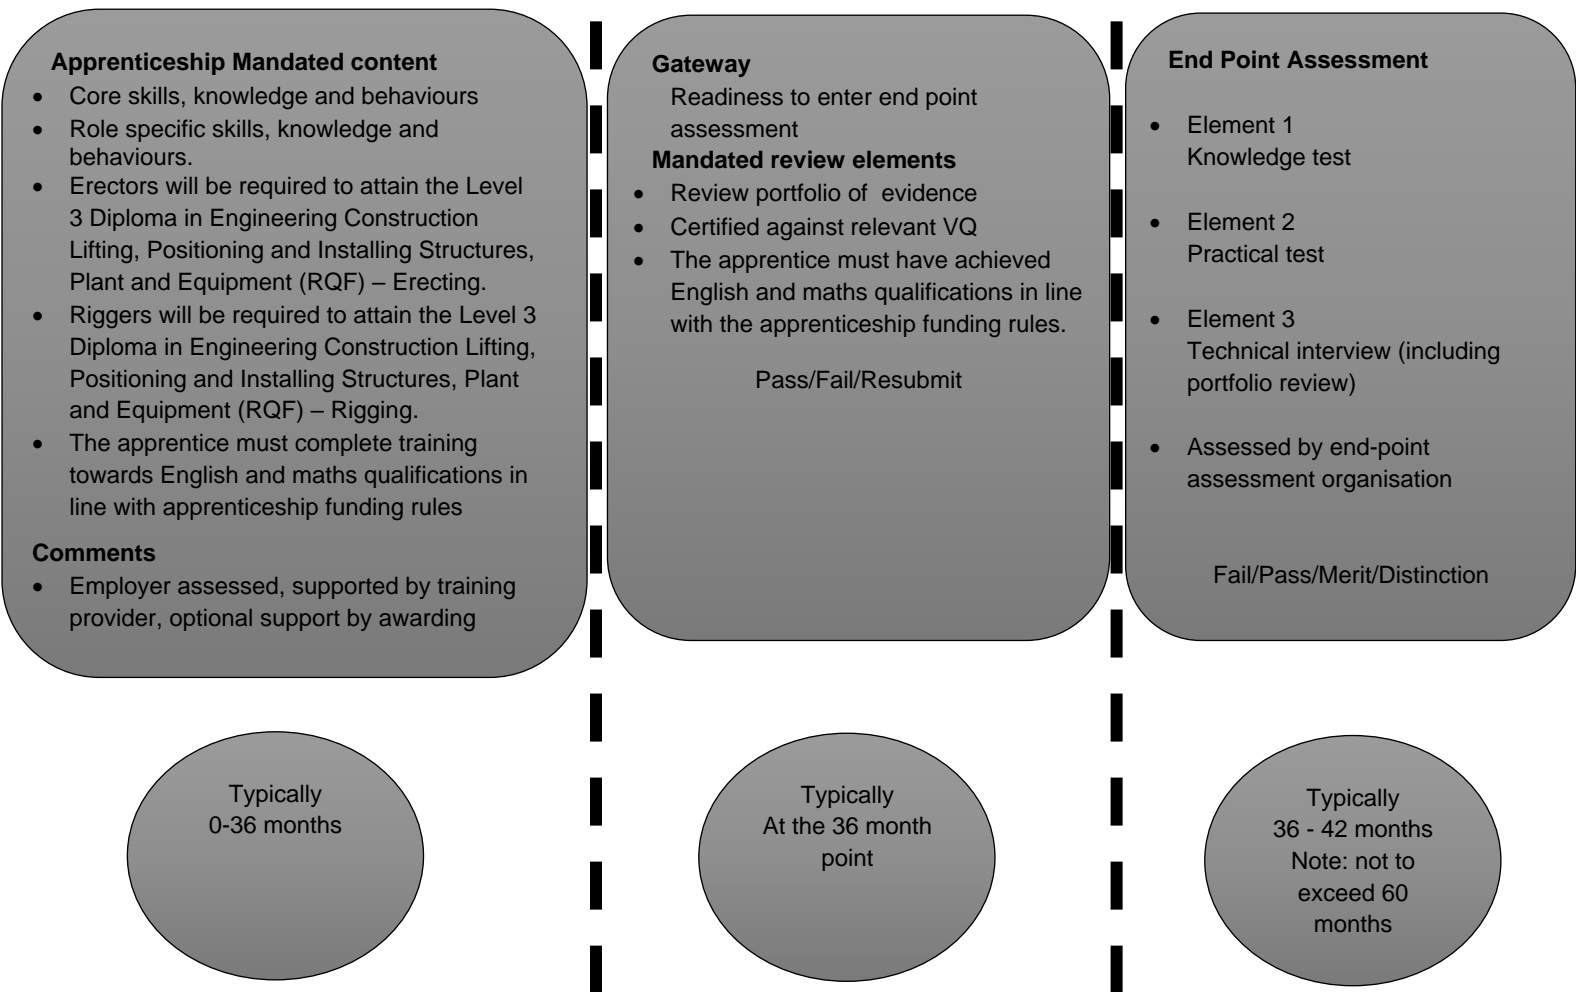 Apprenticeship Mandated content
• Core skills, knowledge and behaviours
• Role specific skills, knowledge and
behaviours.
• Erectors will be required to attain the Level
3 Diploma in Engineering Construction
Lifting, Positioning and Installing Structures,
Plant and Equipment (RQF) – Erecting.
• Riggers will be required to attain the Level 3
Diploma in Engineering Construction Lifting,
Positioning and Installing Structures, Plant
and Equipment (RQF) – Rigging.
• The apprentice must complete training
towards English and maths qualifications in
line with apprenticeship funding rules
Comments
• Employer assessed, supported by training
provider, optional support by awarding
Gateway
Readiness to enter end point
assessment
Mandated review elements
• Review portfolio of evidence
• Certified against relevant VQ
• The apprentice must have achieved
English and maths qualifications in line
with the apprenticeship funding rules.
Pass/Fail/Resubmit
End Point Assessment
• Element 1
Knowledge test
• Element 2
Practical test
• Element 3
Technical interview (including
portfolio review)
• Assessed by end-point
assessment organisation
Fail/Pass/Merit/Distinction
Typically
0-36 months
Typically
At the 36 month
point
Typically
36 - 42 months
Note: not to
exceed 60
months